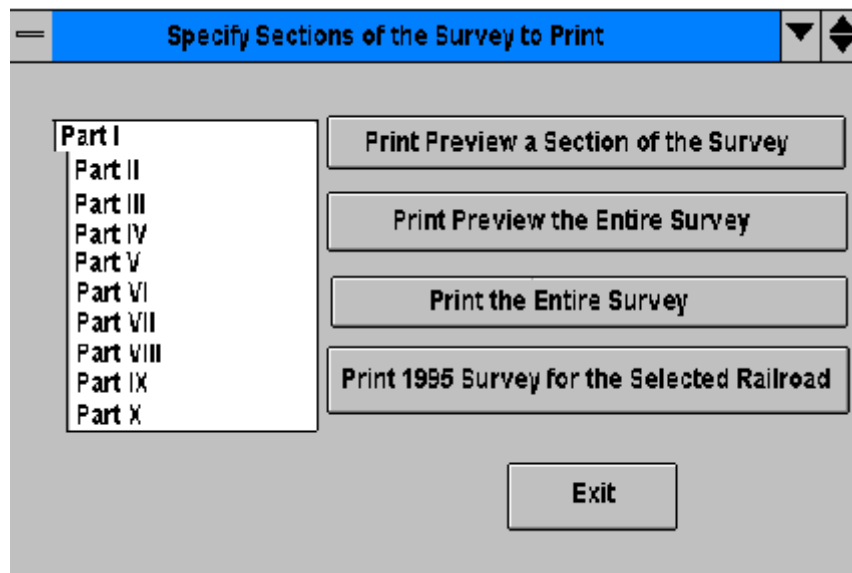 Specify Sections of the Survey to Print
Part I
Part II
Part III
Part IV
Part V
Part VI
Part VII
Part VIII
Part IX
Part X
Print Preview a Section of the Survey
Print Preview the Entire Survey
Print the Entire Survey
Print 1995 Survey for the Selected Railroad
Exit